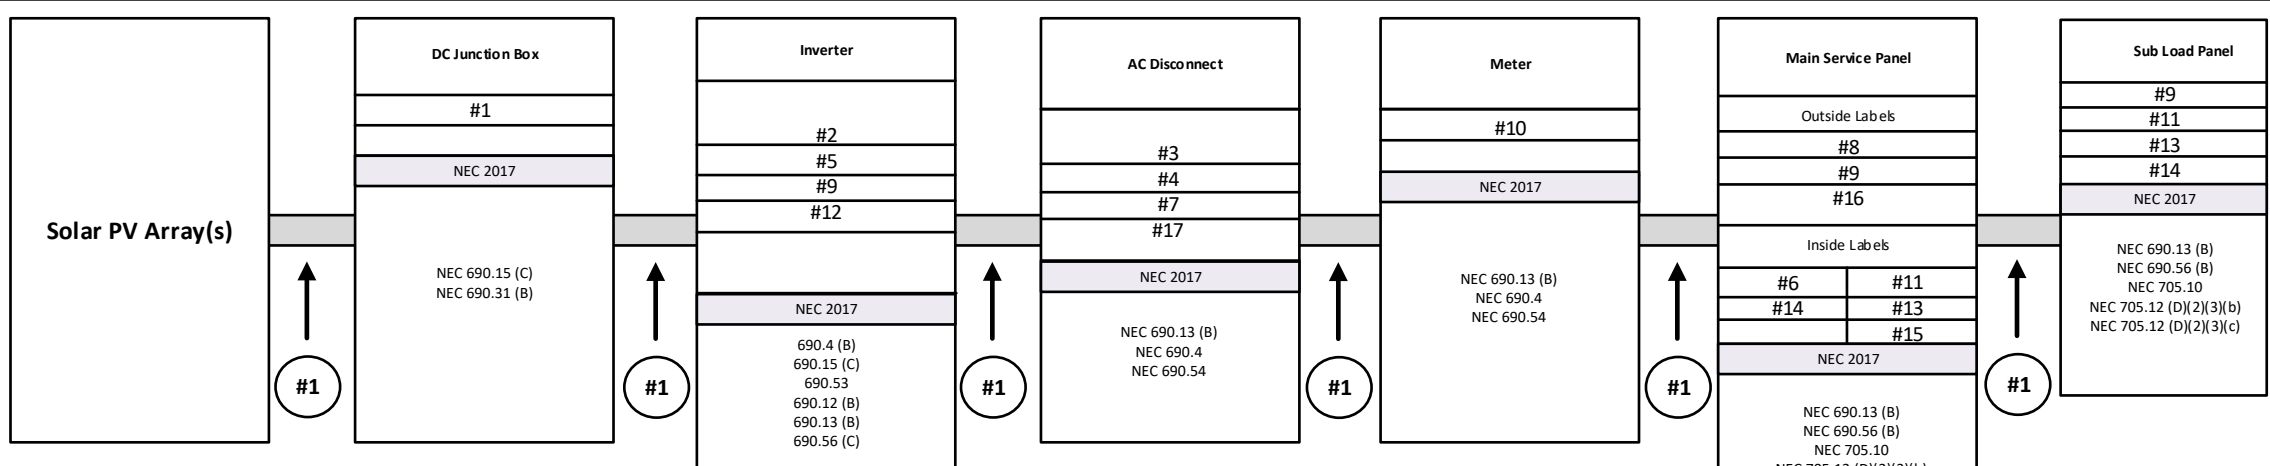 Solar PV Array(s)
#1
DC Junction Box
#1
NEC 2017
NEC 690.15 (C)
NEC 690.31 (B)
#1
Inverter
#2
#5
#9
#12
NEC 2017
690.4 (B)
690.15 (C)
690.53
690.12 (B)
690.13 (B)
690.56 (C)
#1
AC Disconnect
#3
#4
#7
#17
NEC 2017
NEC 690.13 (B)
NEC 690.4
NEC 690.54
#1
Meter
#10
NEC 2017
NEC 690.13 (B)
NEC 690.4
NEC 690.54
#1
Main Service Panel
Outside Labels
#8
#9
#16
Inside Labels
#6 #11
#14 #13
#15
NEC 2017
NEC 690.13 (B)
NEC 690.56 (B)
NEC 705.10
#1
Sub Load Panel
#9
#11
#13
#14
NEC 2017
NEC 690.13 (B)
NEC 690.56 (B)
NEC 705.10
NEC 705.12 (D)(2)(3)(b)
NEC 705.12 (D)(2)(3)(c)